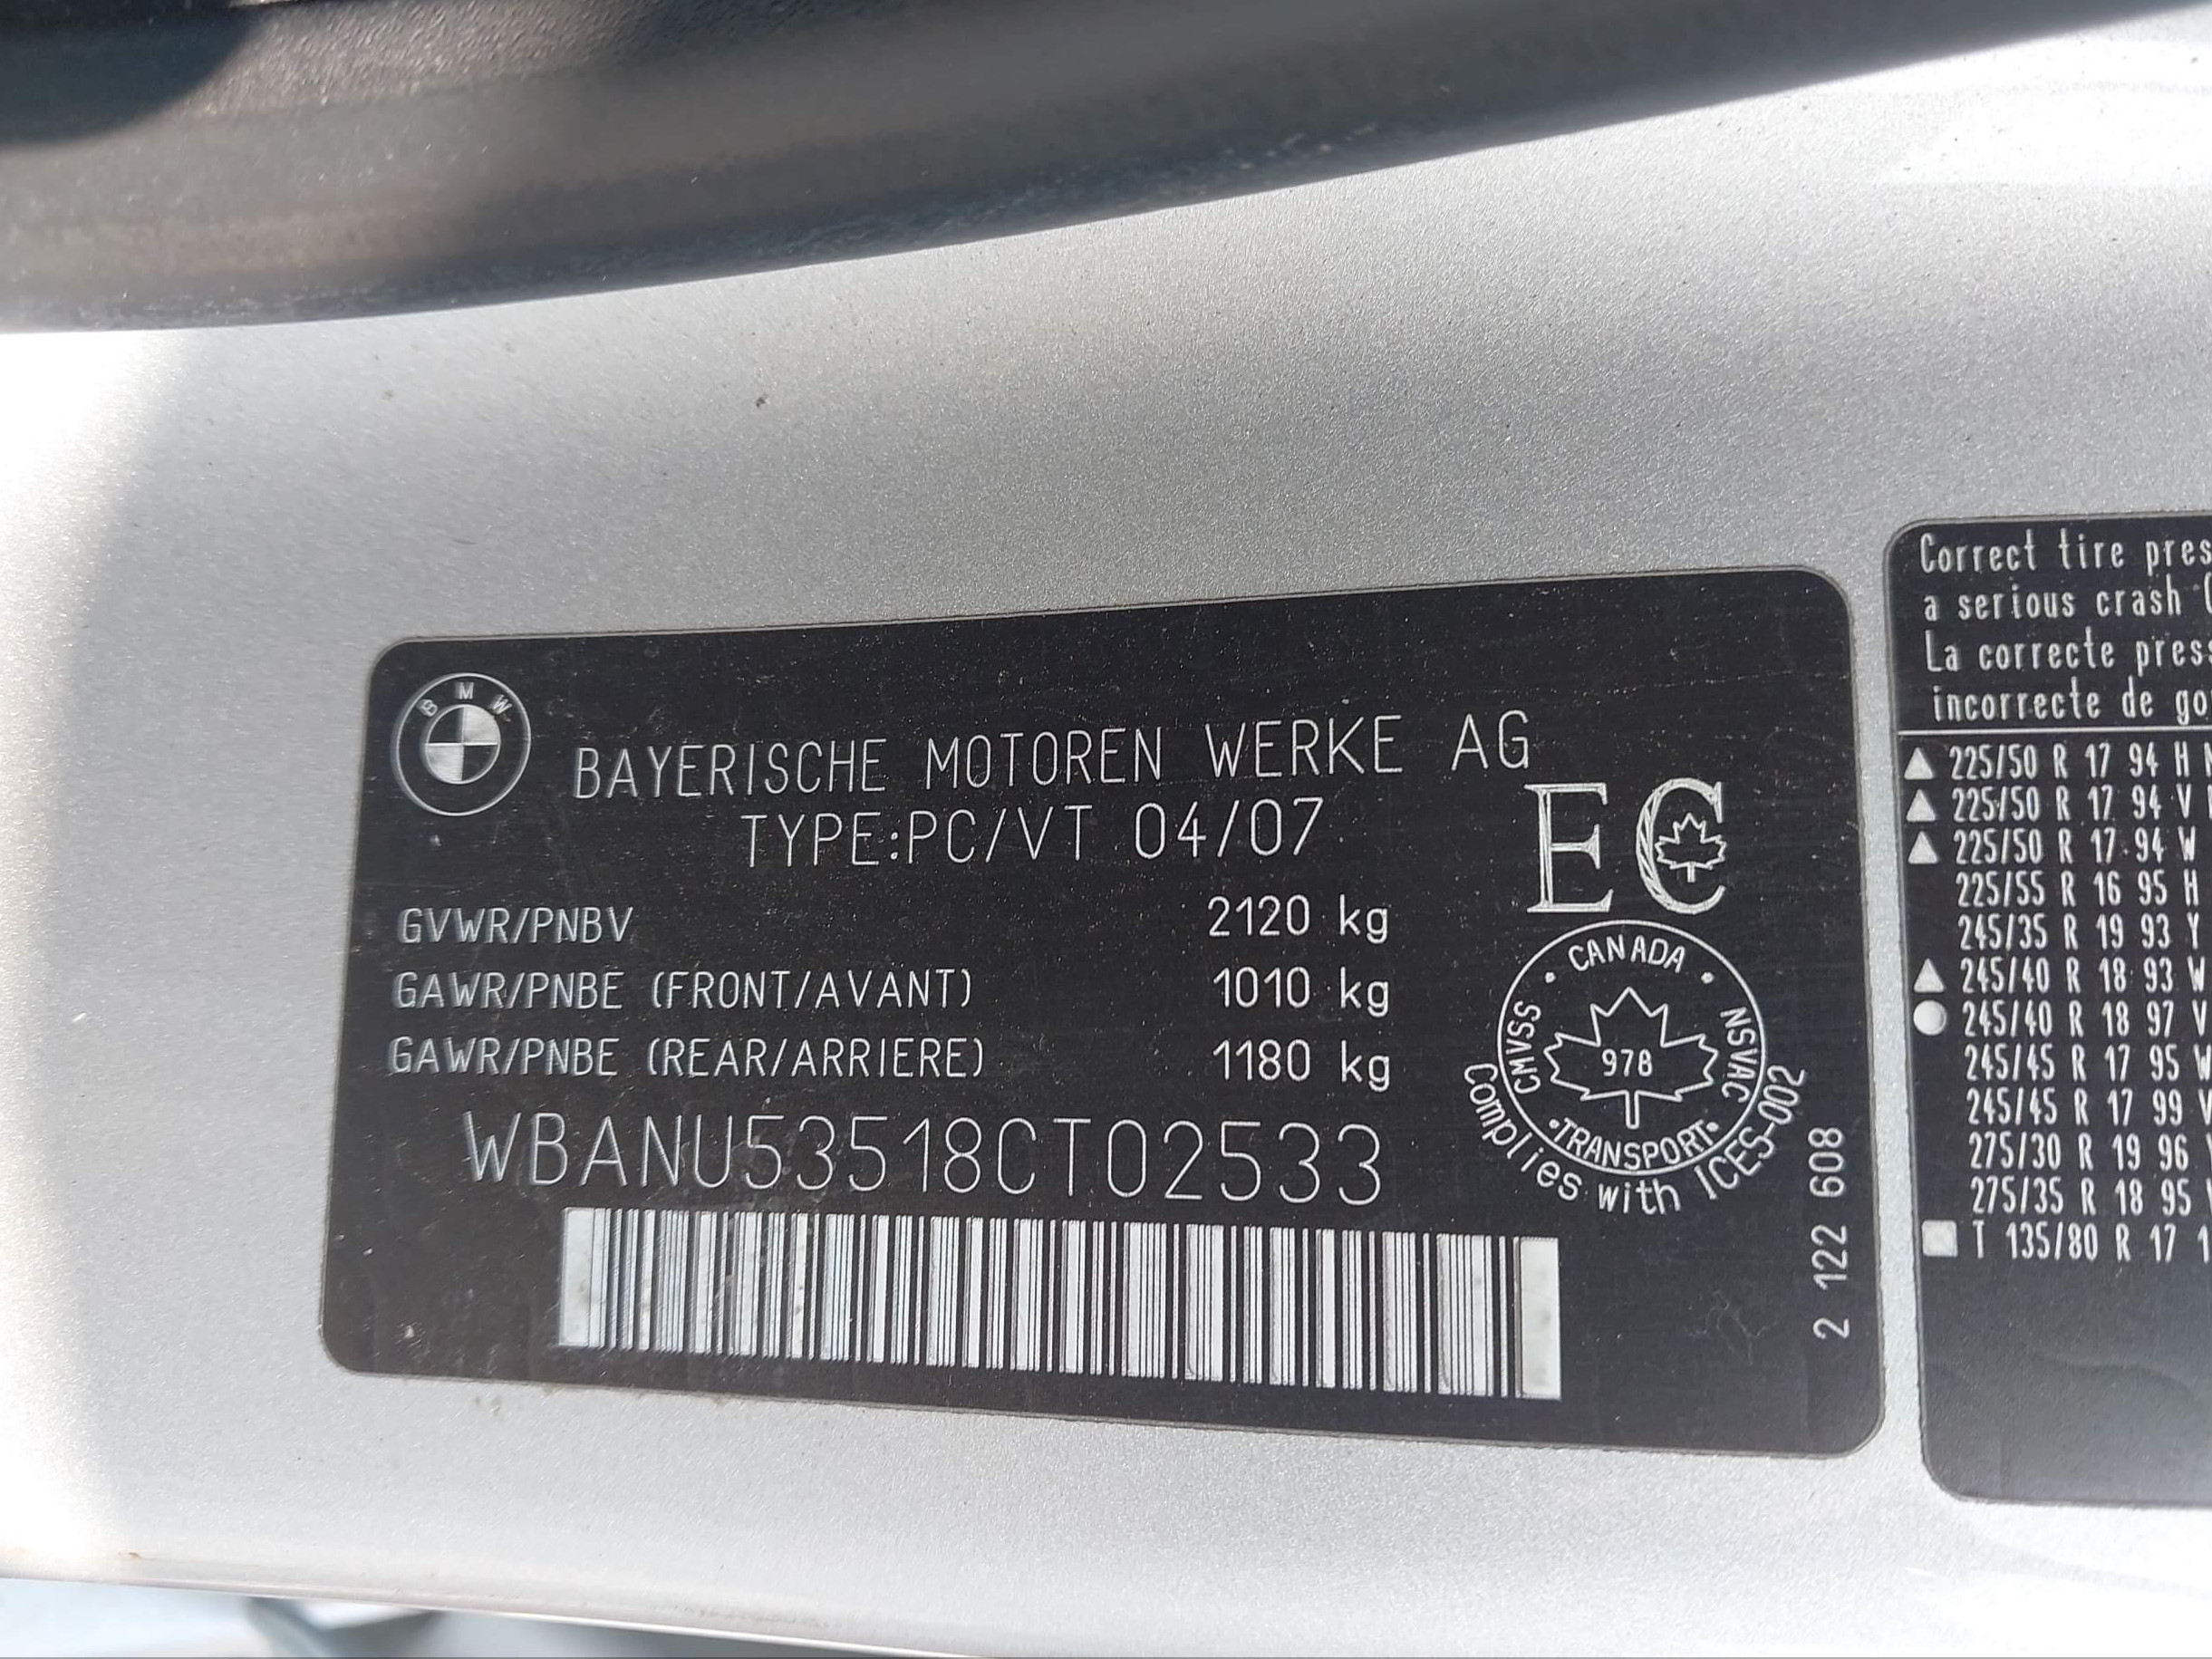 BMW
BAYERISCHE MOTOREN WERKE AG
TYPE:PC/VT 04/07
EC
GVWR/PNBV 2120 kg
GAWR/PNBE (FRONT/AVANT) 1010 kg
GAWR/PNBE (REAR/ARRIERE) 1180 kg
WBANU53518CT02533
CANADA
CMVSS
NSVAC
978
TRANSPORT
Complies with ICES-002
2 122 608
Correct tire pres
a serious crash
La correcte press
incorrecte de go
225/50 R 17 94 H
225/50 R 17 94 V
225/50 R 17 94 W
225/55 R 16 95 H
245/35 R 19 93 Y
245/40 R 18 93 W
245/40 R 18 97 V
245/45 R 17 95 W
245/45 R 17 99
275/30 R 19 96
275/35 R 18 95
T 135/80 R 17 1